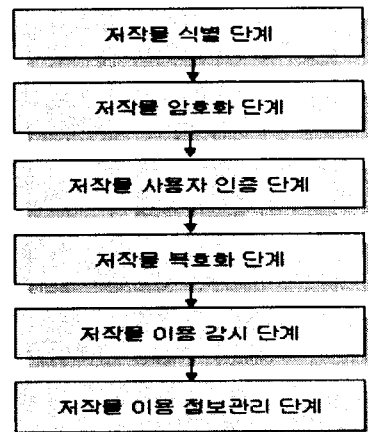 저작물 식별 단계
저작물 암호화 단계
저작물 사용자 인증 단계
저작물 복호화 단계
저작물 이용 감시 단계
저작물 이용 정보관리 단계